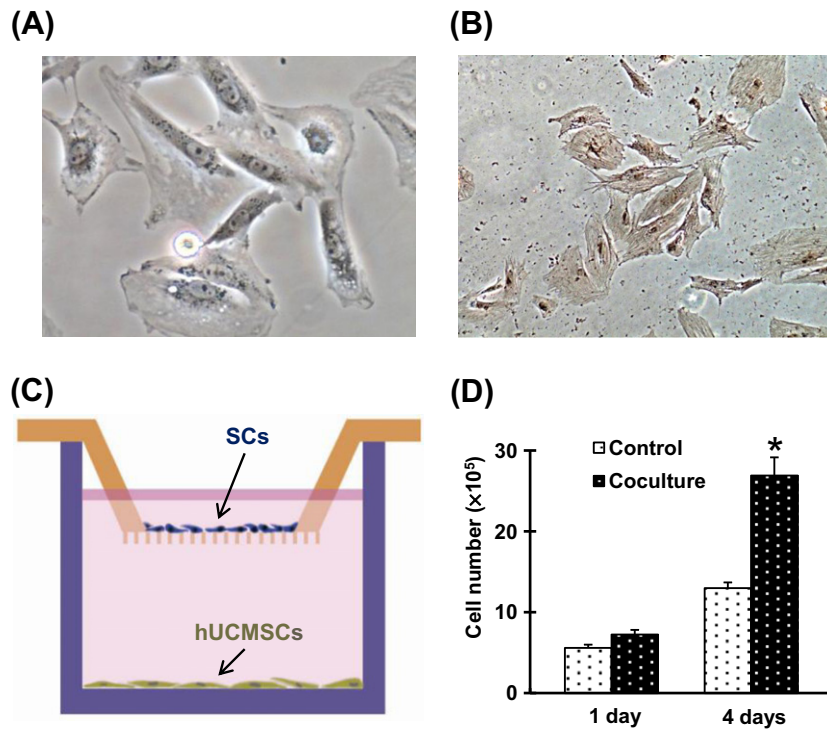 (A)
(B)
(C)
SCs
hUCMSCs
(D)
Cell number (×10⁵)
30
20
10
0
Control
Coculture
*
1 day
4 days